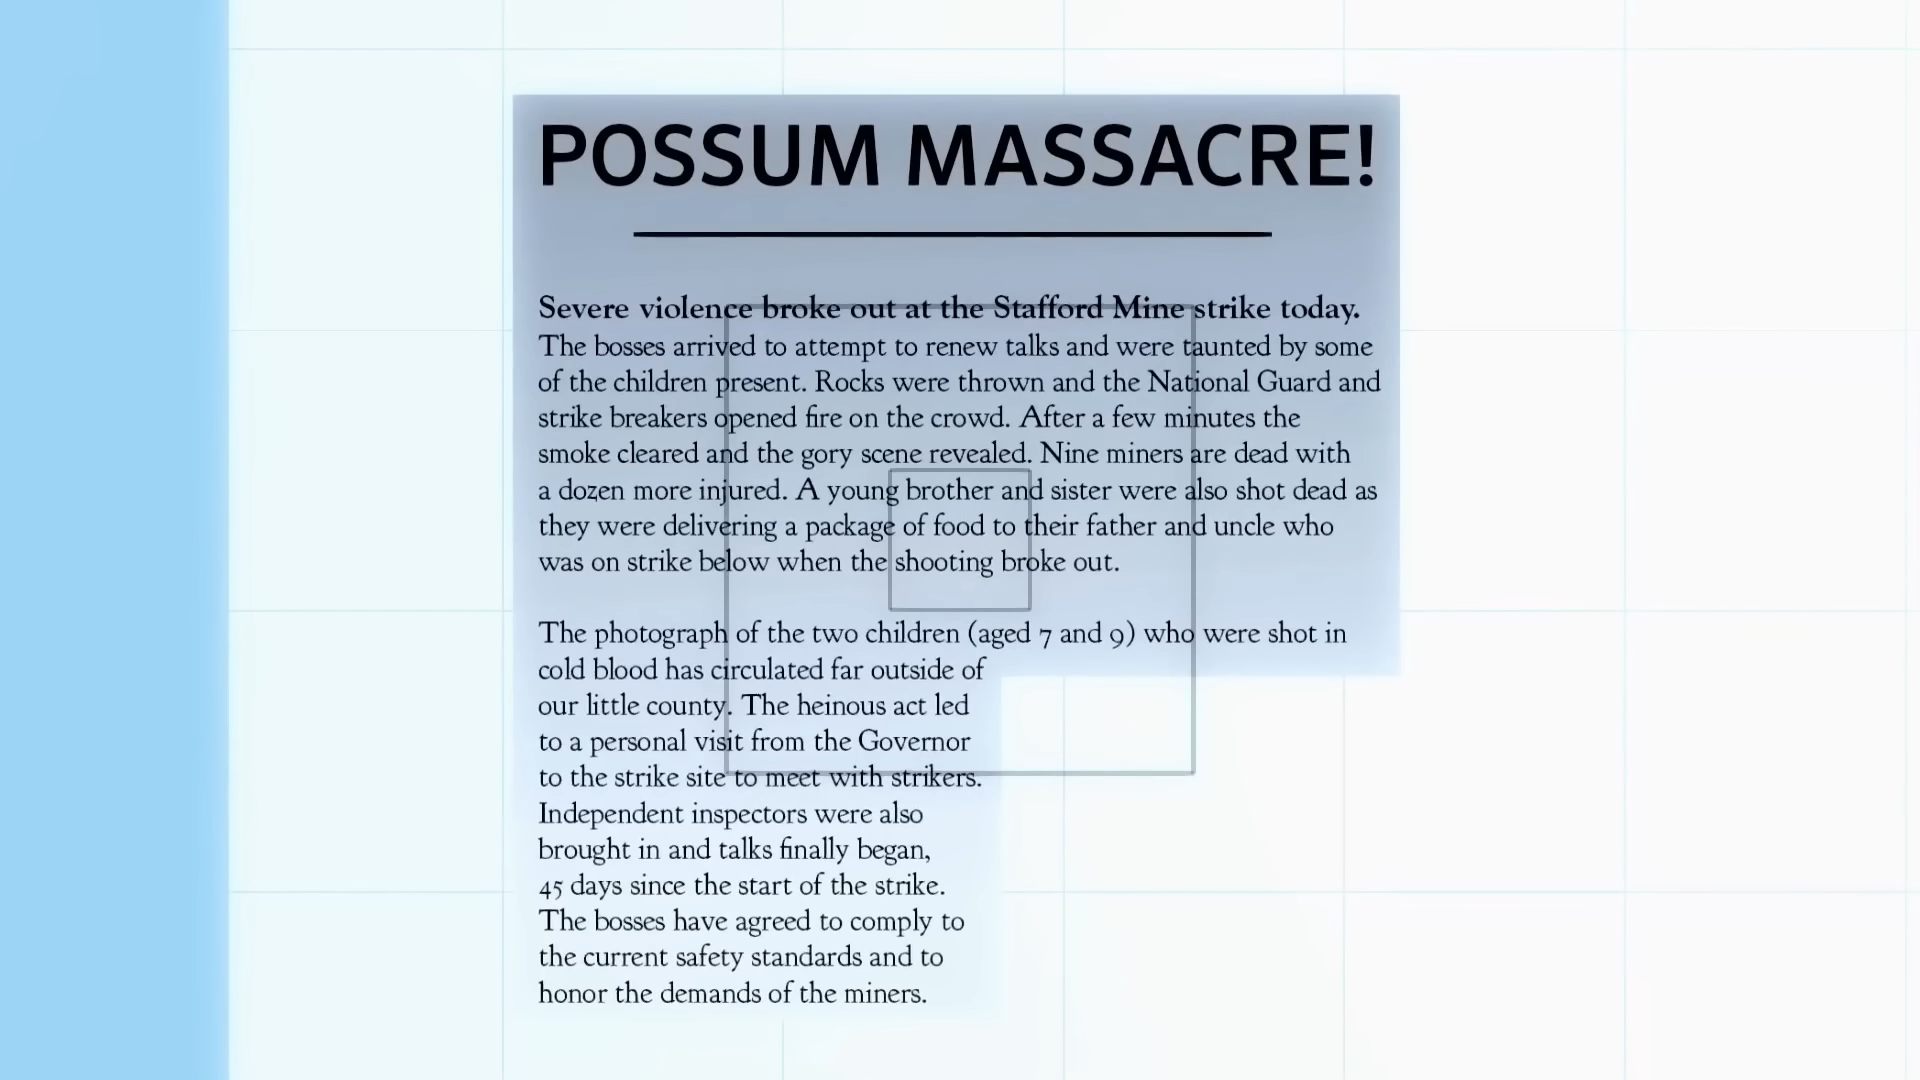 POSSUM MASSACRE!
Severe violence broke out at the Stafford Mine strike today.
The bosses arrived to attempt to renew talks and were taunted by some
of the children present. Rocks were thrown and the National Guard and
strike breakers opened fire on the crowd. After a few minutes the
smoke cleared and the gory scene revealed. Nine miners are dead with
a dozen more injured. A young brother and sister were also shot dead as
they were delivering a package of food to their father and uncle who
was on strike below when the shooting broke out.
The photograph of the two children (aged 7 and 9) who were shot in
cold blood has circulated far outside of
our little county. The heinous act led
to a personal visit from the Governor
to the strike site to meet with strikers.
Independent inspectors were also
brought in and talks finally began,
45 days since the start of the strike.
The bosses have agreed to comply to
the current safety standards and to
honor the demands of the miners.